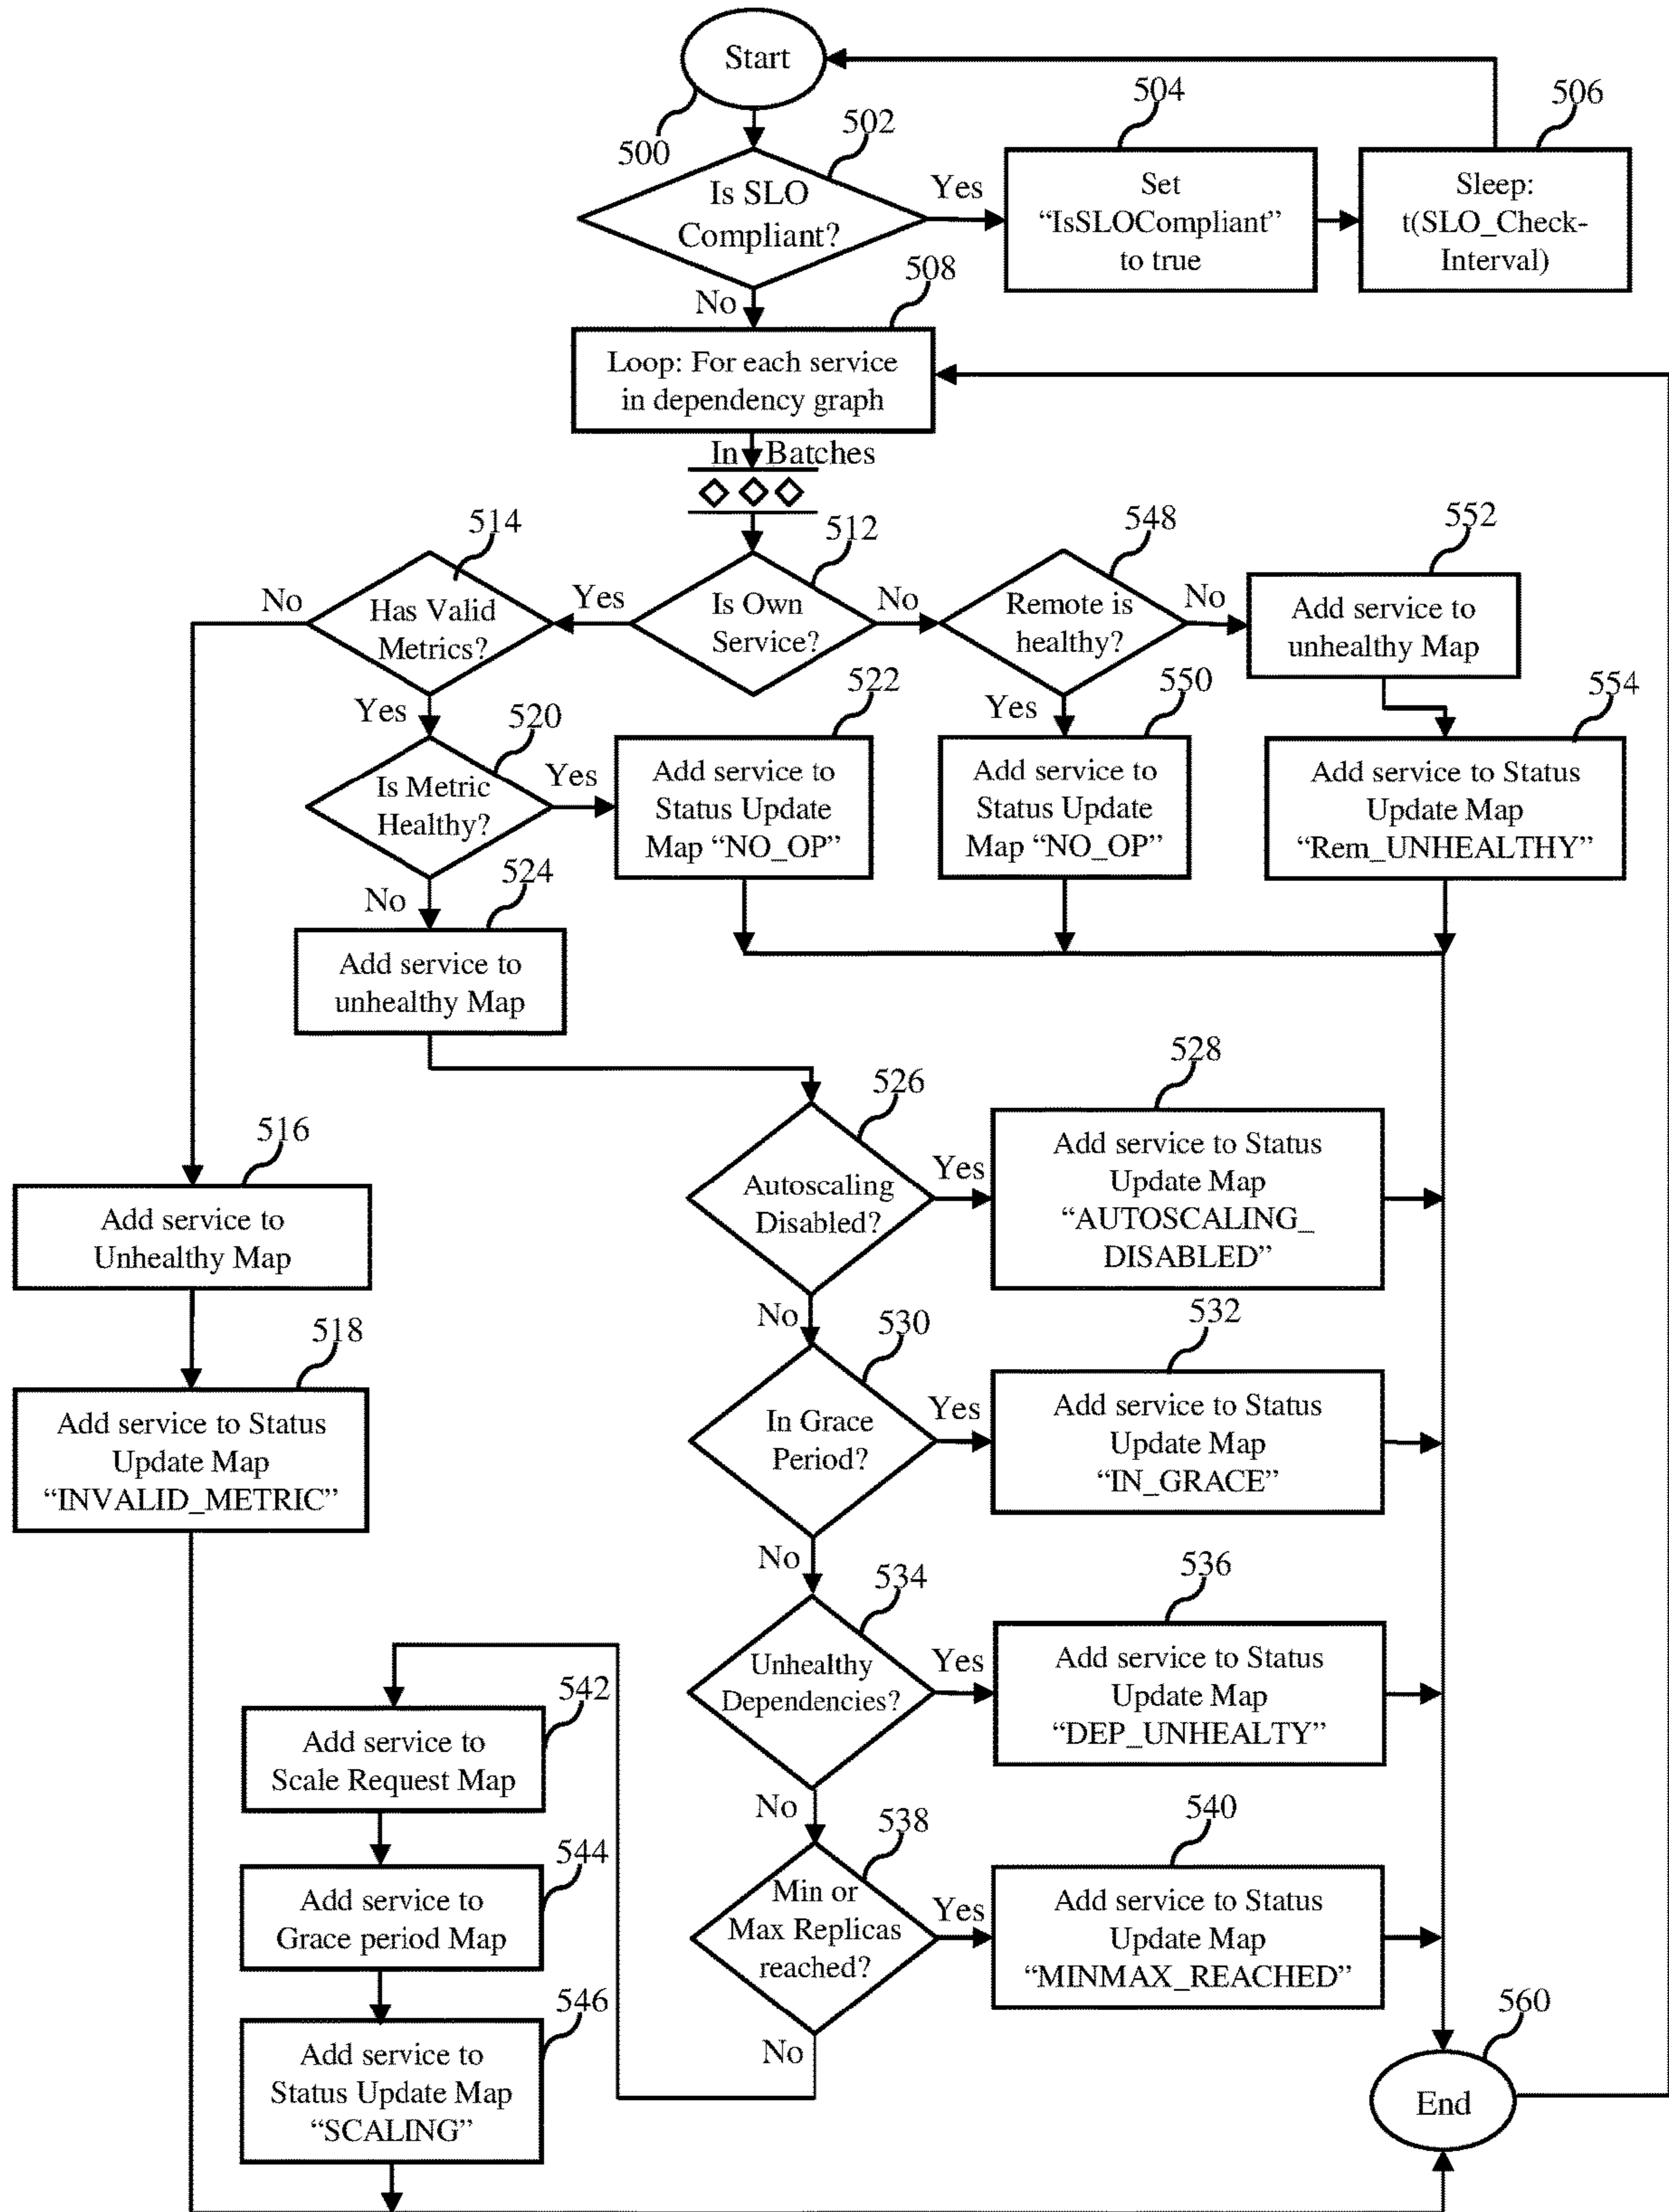 Start
500
502
504
506
Is SLO
Compliant?
Yes
Set
“IsSLOCompliant”
to true
Sleep:
t(SLO_Check-
Interval)
No
508
Loop: For each service
in dependency graph
In Batches
514
512
548
552
No
Has Valid
Metrics?
Yes
Is Own
Service?
No
Remote is
healthy?
No
Add service to
unhealthy Map
Yes
520
522
Yes
550
554
Is Metric
Healthy?
Yes
Add service to
Status Update
Map “NO_OP”
Add service to
Status Update
Map “NO_OP”
Add service to Status
Update Map
“Rem_UNHEALTHY”
No
524
Add service to
unhealthy Map
526
528
Autoscaling
Disabled?
Yes
Add service to Status
Update Map
“AUTOSCALING_
DISABLED”
516
Add service to
Unhealthy Map
No
530
532
518
Add service to Status
Update Map
“INVALID_METRIC”
In Grace
Period?
Yes
Add service to Status
Update Map
“IN_GRACE”
No
534
536
Unhealthy
Dependencies?
Yes
Add service to Status
Update Map
“DEP_UNHEALTY”
542
Add service to
Scale Request Map
No
538
540
544
Add service to
Grace period Map
Min or
Max Replicas
reached?
Yes
Add service to Status
Update Map
“MINMAX_REACHED”
546
Add service to
Status Update Map
“SCALING”
No
560
End